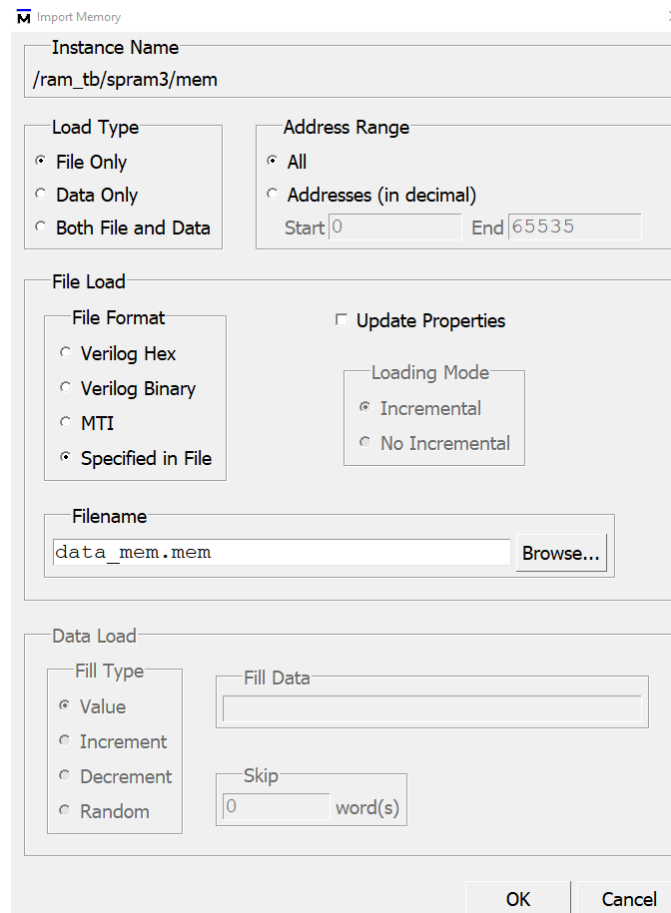 Import Memory
Instance Name
/ram_tb/spram3/mem
Load Type
File Only
Data Only
Both File and Data
Address Range
All
Addresses (in decimal)
Start 0 End 65535
File Load
File Format
Verilog Hex
Verilog Binary
MTI
Specified in File
Update Properties
Loading Mode
Incremental
No Incremental
Filename
data_mem.mem Browse...
Data Load
Fill Type
Value
Increment
Decrement
Random
Fill Data
Skip
0 word(s)
OK Cancel